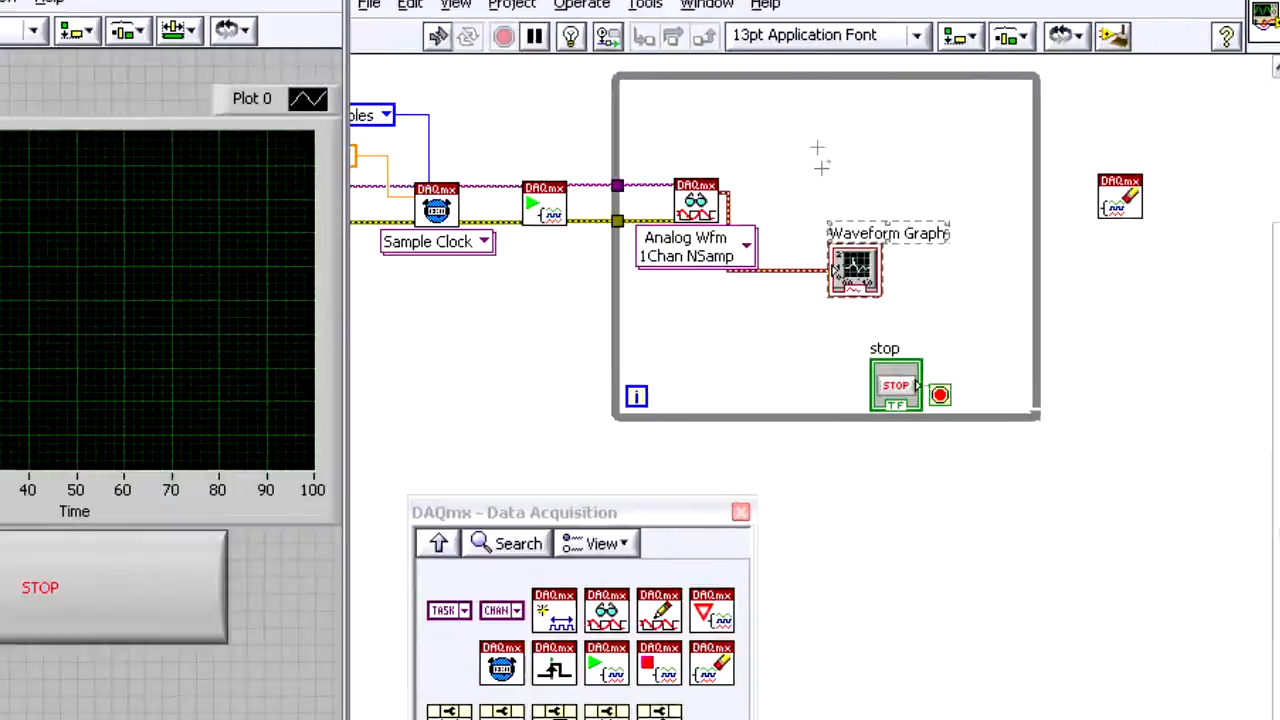 File Edit View Project Operate Tools Window Help
13pt Application Font
Plot 0
40 50 60 70 80 90 100
Time
STOP
ples
DAQmx
Sample Clock
DAQmx
DAQmx
Analog Wfm
1Chan NSamp
Waveform Graph
stop
STOP
TF
i
DAQmx
DAQmx - Data Acquisition
Search View
TASK CHAN DAQmx DAQmx DAQmx DAQmx
DAQmx DAQmx DAQmx DAQmx DAQmx